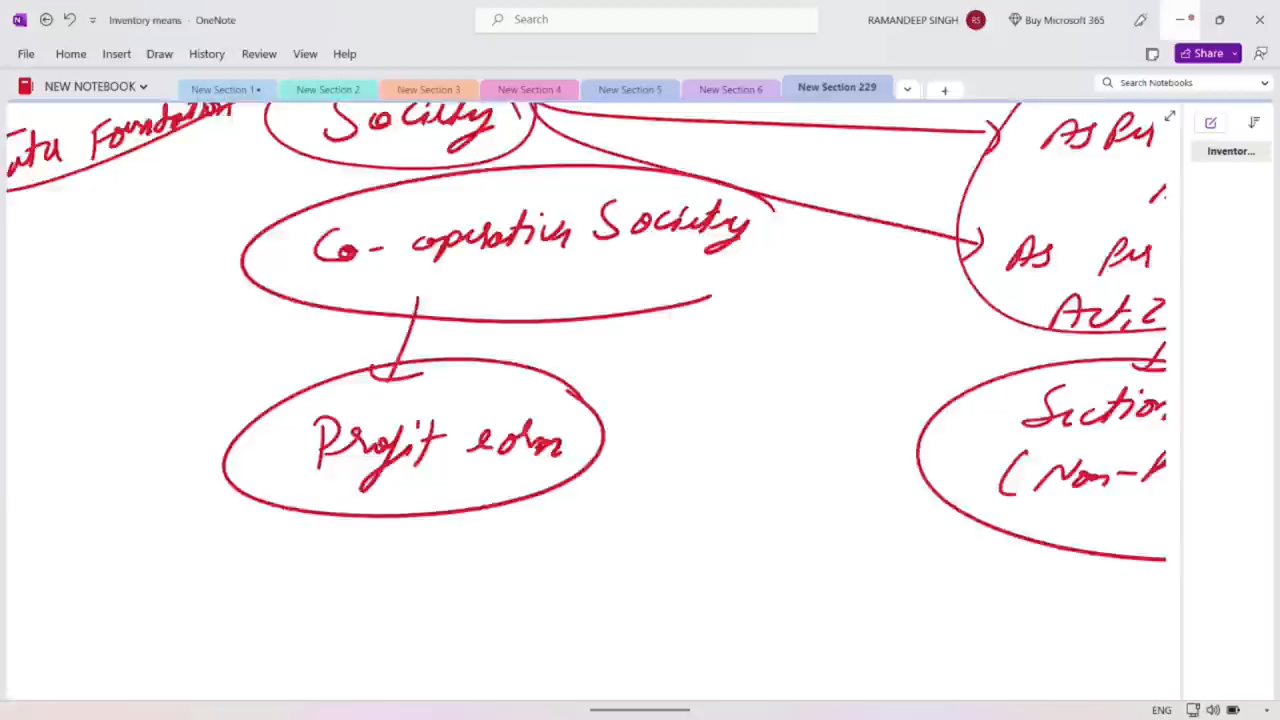 Inventory means - OneNote
Search
RAMANDEEP SINGH RS
Buy Microsoft 365
File Home Insert Draw History Review View Help
Share
NEW NOTEBOOK
New Section 1 New Section 2 New Section 3 New Section 4 New Section 5 New Section 6 New Section 229
Search Notebooks
Inventor...
Foundation
Society
As Per
Co-operative Society
As Per
Act, 2
Profit earn
Section
(Non-
ENG